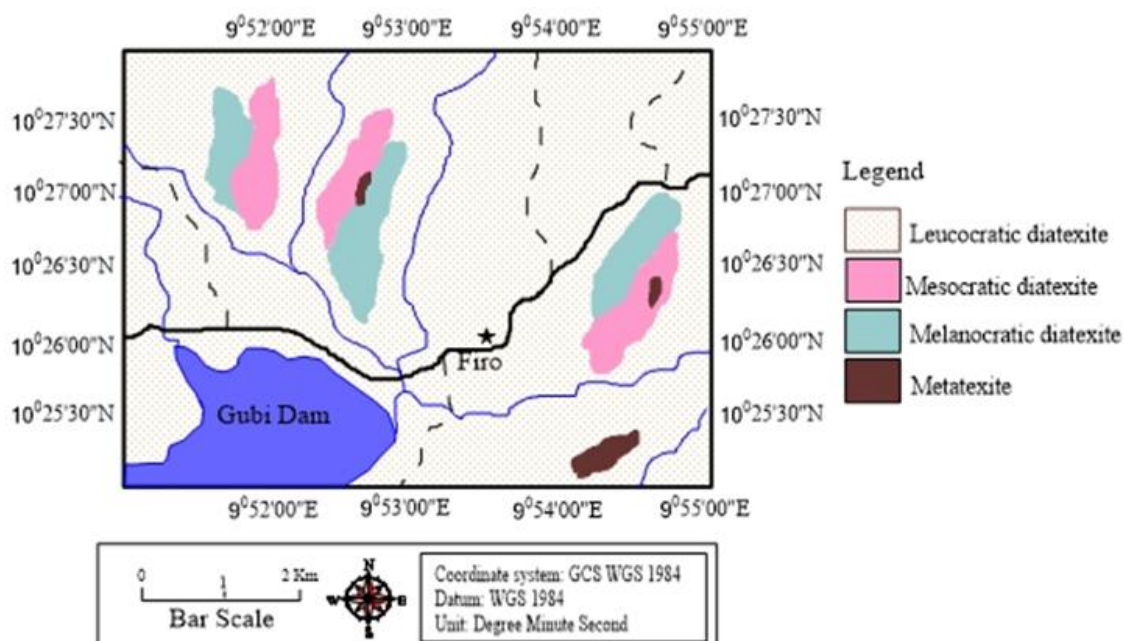 9⁰52'00"E 9⁰53'00"E 9⁰54'00"E 9⁰55'00"E
10⁰27'30"N 10⁰27'30"N
10⁰27'00"N 10⁰27'00"N
10⁰26'30"N 10⁰26'30"N
10⁰26'00"N 10⁰26'00"N
10⁰25'30"N 10⁰25'30"N
Firo
Gubi Dam
9⁰52'00"E 9⁰53'00"E 9⁰54'00"E 9⁰55'00"E
Legend
Leucocratic diatexite
Mesocratic diatexite
Melanocratic diatexite
Metatexite
0 1 2 Km
Bar Scale
N
W E
S
Coordinate system: GCS WGS 1984
Datum: WGS 1984
Unit: Degree Minute Second